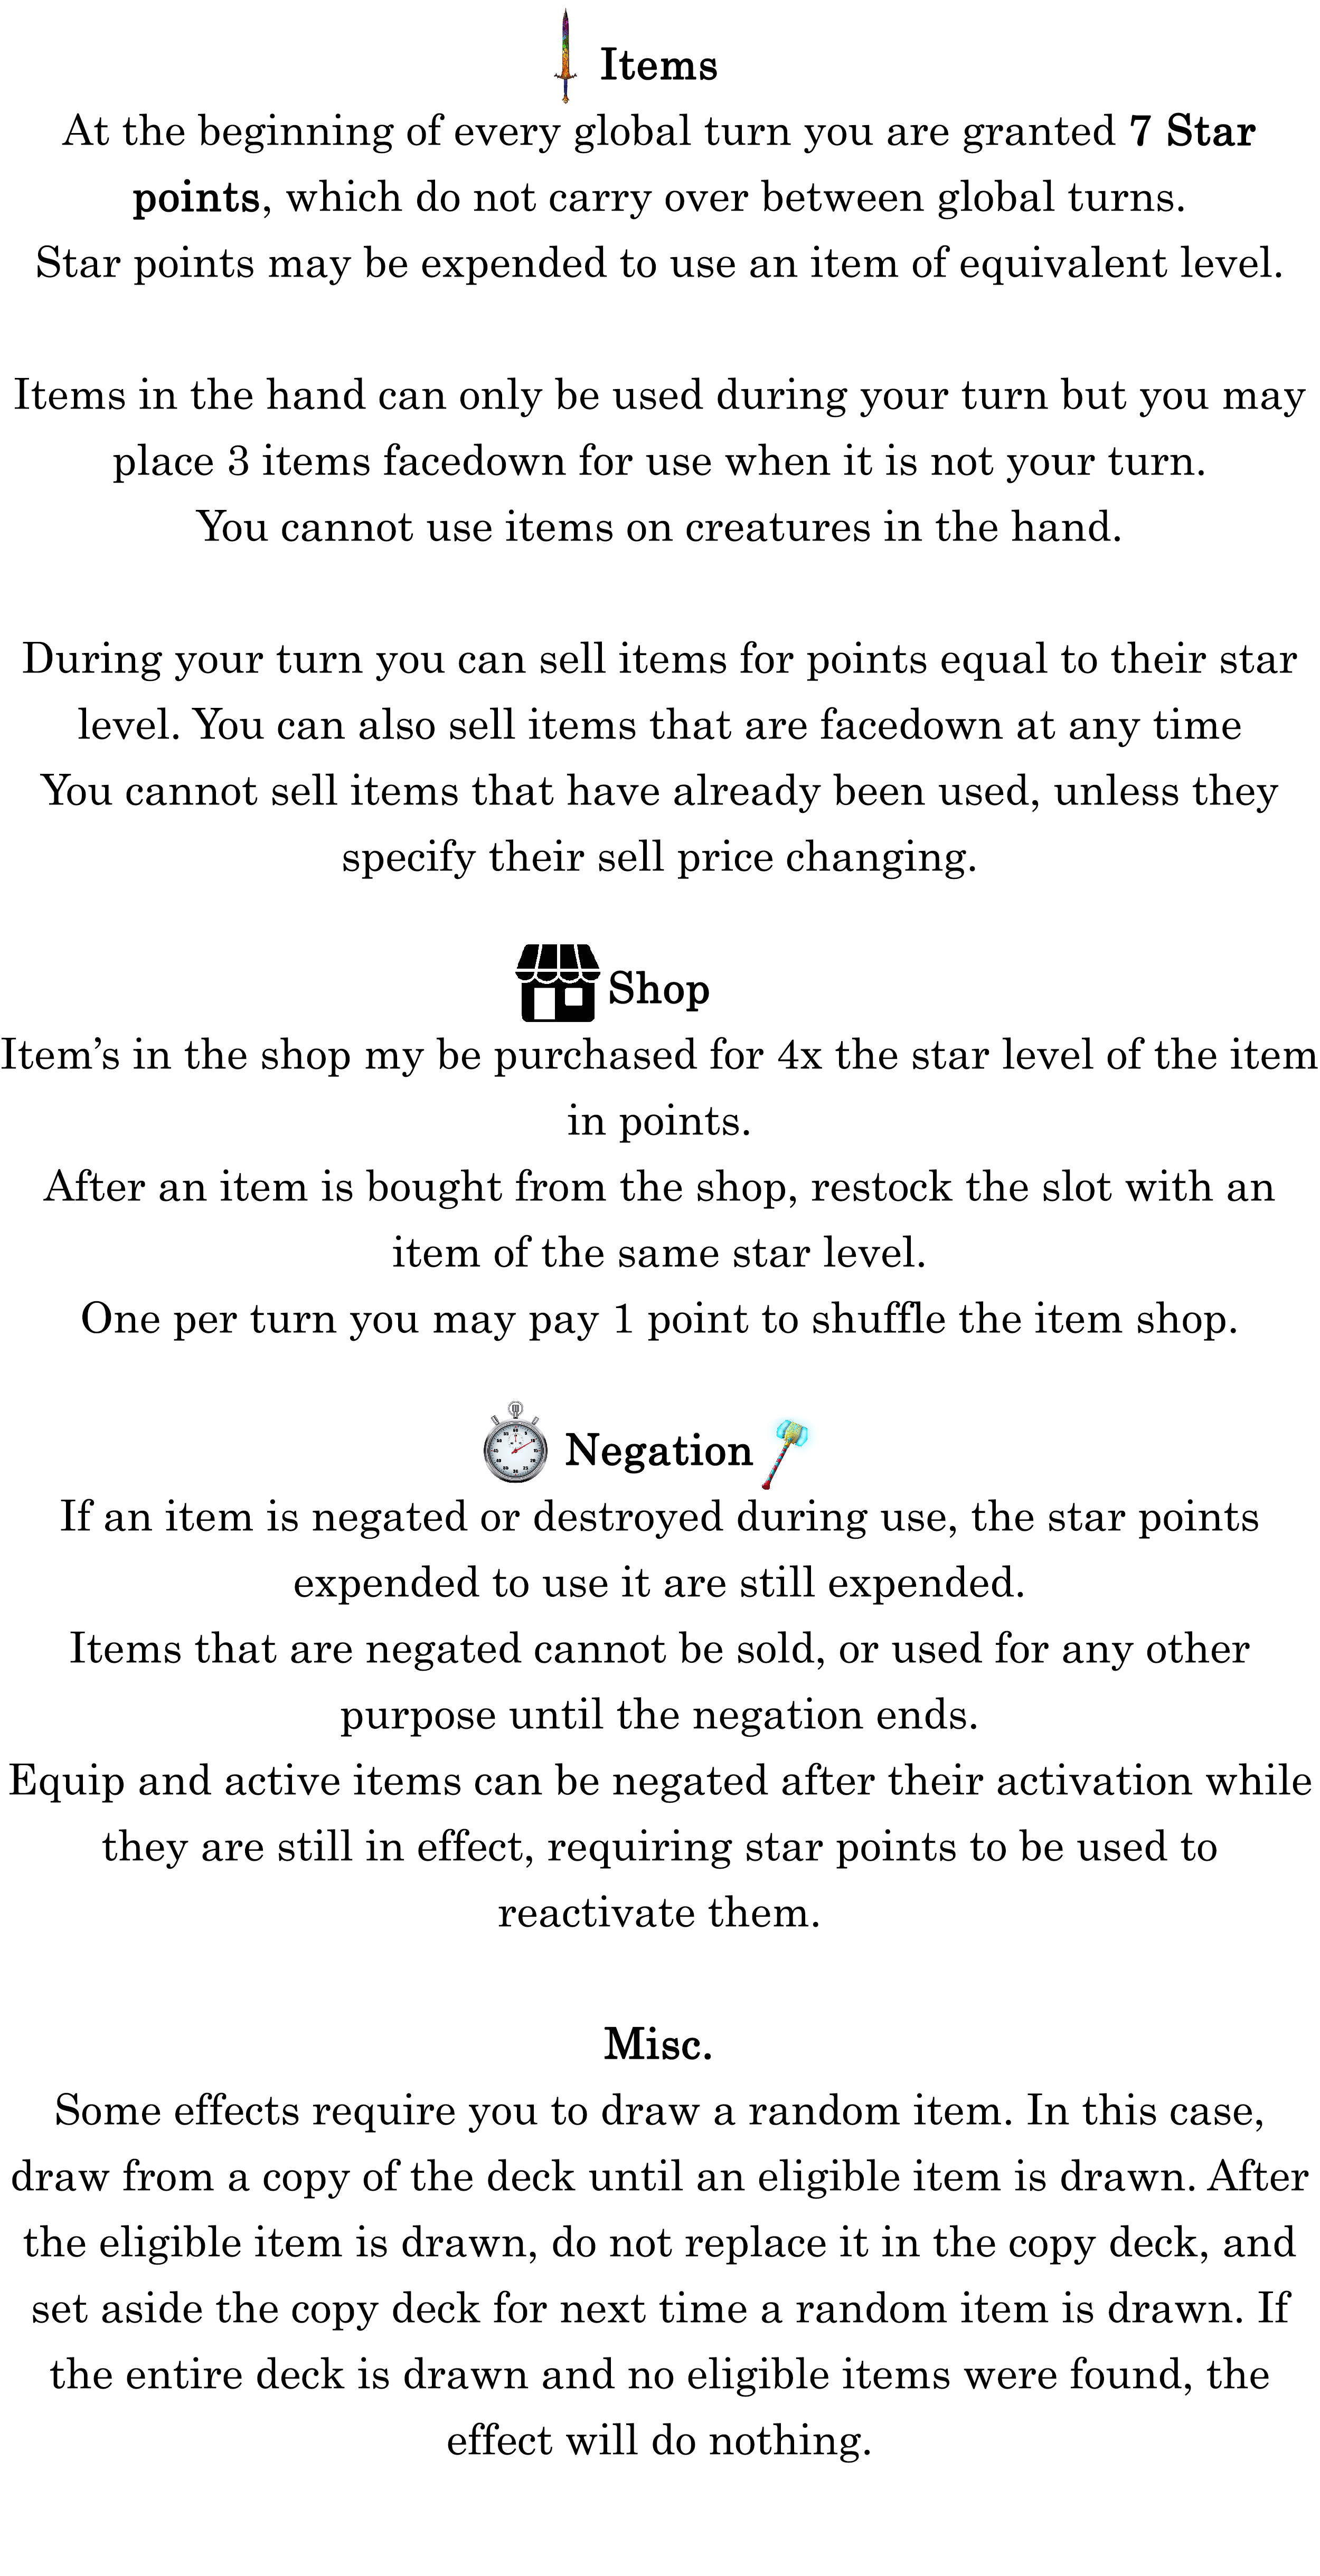 Items
At the beginning of every global turn you are granted 7 Star
points, which do not carry over between global turns.
Star points may be expended to use an item of equivalent level.
Items in the hand can only be used during your turn but you may
place 3 items facedown for use when it is not your turn.
You cannot use items on creatures in the hand.
During your turn you can sell items for points equal to their star
level. You can also sell items that are facedown at any time
You cannot sell items that have already been used, unless they
specify their sell price changing.
Shop
Item’s in the shop my be purchased for 4x the star level of the item
in points.
After an item is bought from the shop, restock the slot with an
item of the same star level.
One per turn you may pay 1 point to shuffle the item shop.
Negation
If an item is negated or destroyed during use, the star points
expended to use it are still expended.
Items that are negated cannot be sold, or used for any other
purpose until the negation ends.
Equip and active items can be negated after their activation while
they are still in effect, requiring star points to be used to
reactivate them.
Misc.
Some effects require you to draw a random item. In this case,
draw from a copy of the deck until an eligible item is drawn. After
the eligible item is drawn, do not replace it in the copy deck, and
set aside the copy deck for next time a random item is drawn. If
the entire deck is drawn and no eligible items were found, the
effect will do nothing.